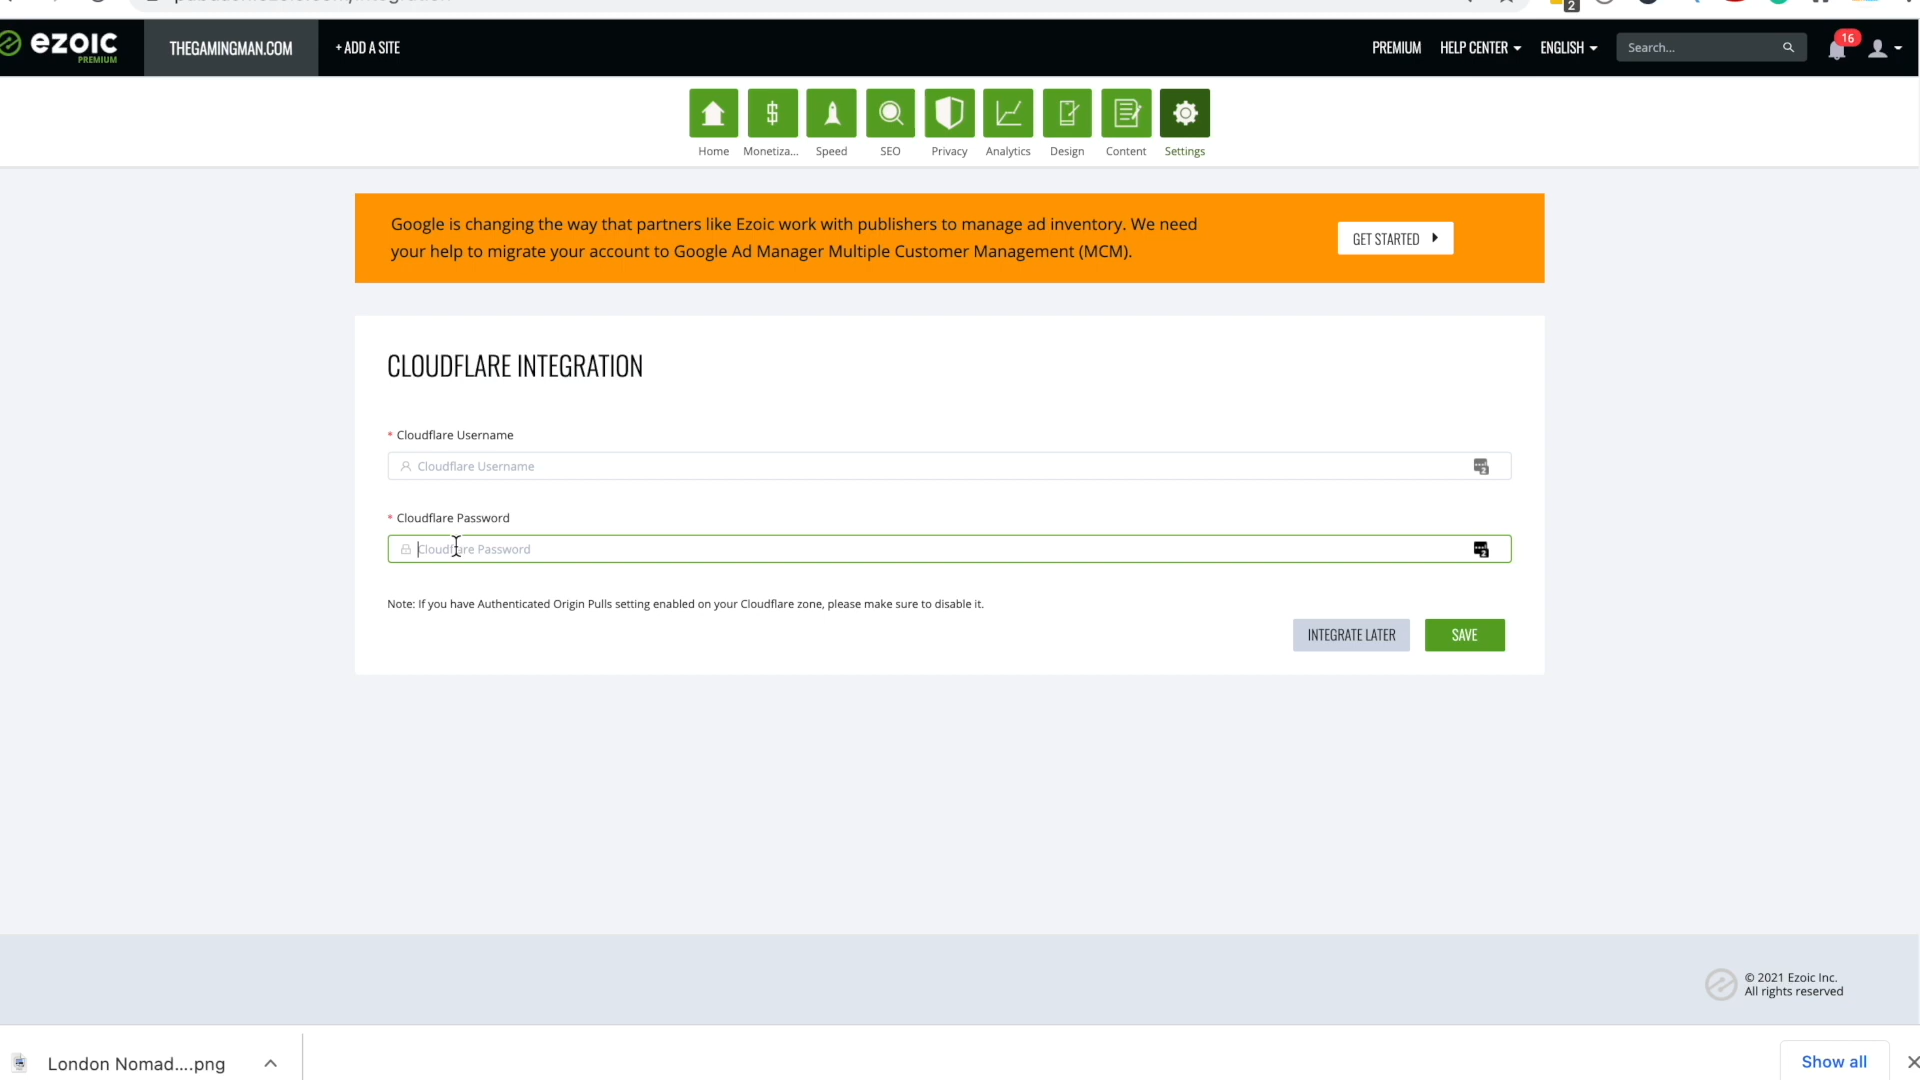 2
ezoic
PREMIUM
THEGAMINGMAN.COM
+ ADD A SITE
PREMIUM
HELP CENTER
ENGLISH
Search...
16
Home
Monetiza...
Speed
SEO
Privacy
Analytics
Design
Content
Settings
Google is changing the way that partners like Ezoic work with publishers to manage ad inventory. We need
your help to migrate your account to Google Ad Manager Multiple Customer Management (MCM).
GET STARTED
CLOUDFLARE INTEGRATION
* Cloudflare Username
Cloudflare Username
* Cloudflare Password
Cloudflare Password
Note: If you have Authenticated Origin Pulls setting enabled on your Cloudflare zone, please make sure to disable it.
INTEGRATE LATER
SAVE
© 2021 Ezoic Inc.
All rights reserved
London Nomad....png
Show all